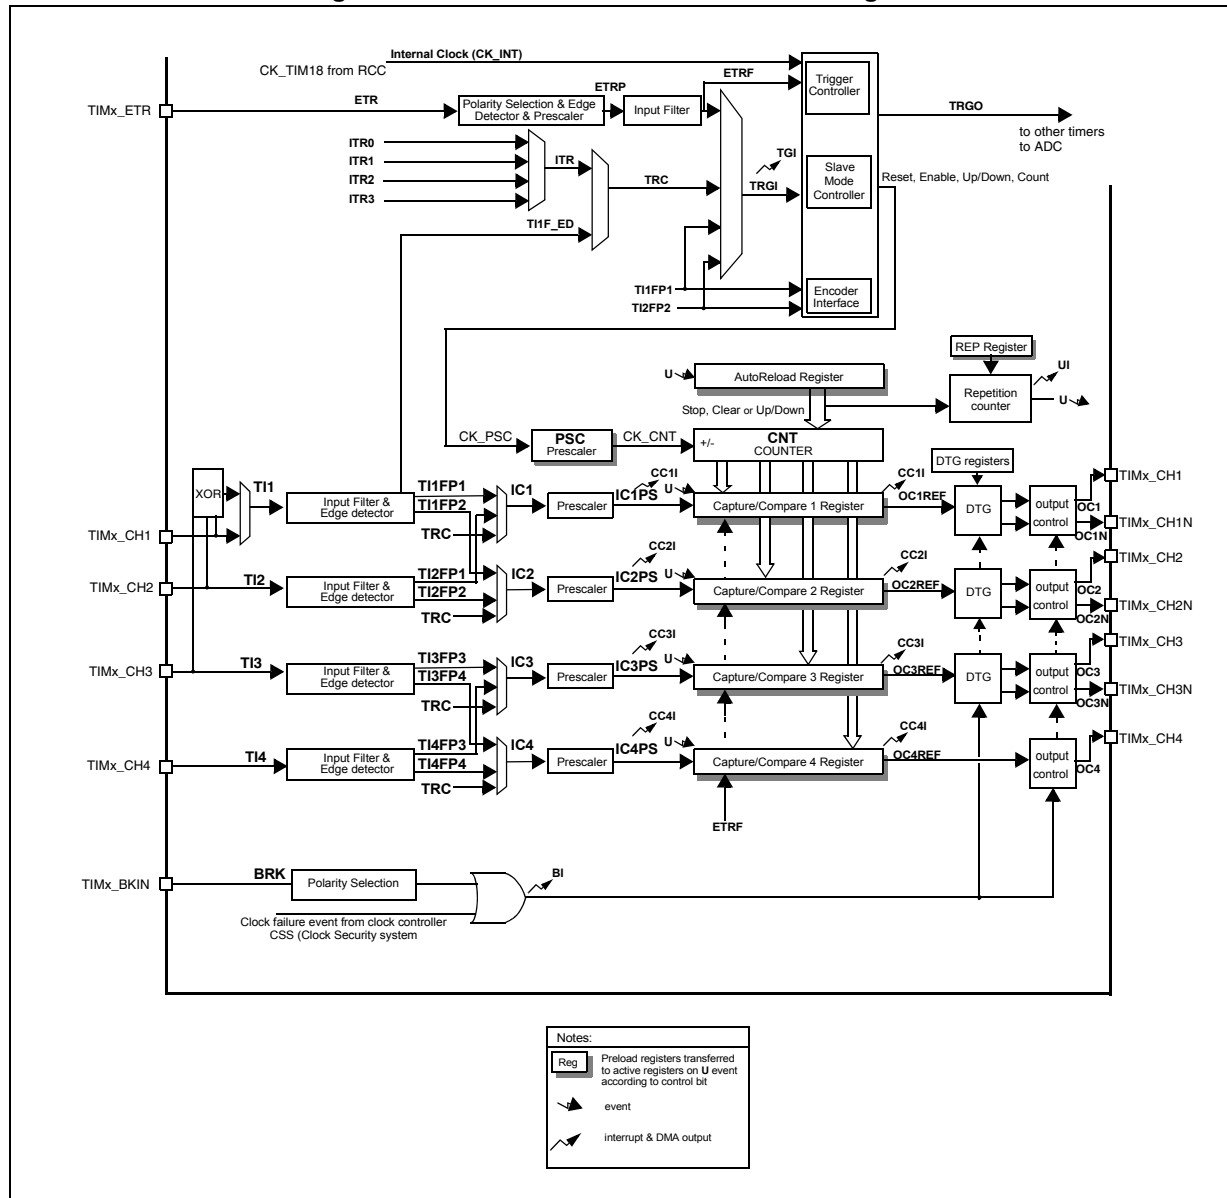 Internal Clock (CK_INT)
CK_TIM18 from RCC
TIMx_ETR
ETR
Polarity Selection & Edge
Detector & Prescaler
ETRP
Input Filter
ETRF
Trigger
Controller
TRGO
to other timers
to ADC
ITR0
ITR1
ITR2
ITR3
ITR
TRC
TI1F_ED
TGI
TRGI
Slave
Mode
Controller
Reset, Enable, Up/Down, Count
TI1FP1
TI2FP2
Encoder
Interface
REP Register
U
AutoReload Register
UI
Repetition
counter
U
Stop, Clear or Up/Down
CK_PSC
PSC
Prescaler
CK_CNT
+/-
CNT
COUNTER
DTG registers
XOR
TI1
Input Filter &
Edge detector
TI1FP1
TI1FP2
TRC
IC1
Prescaler
CC1I
IC1PS
U
Capture/Compare 1 Register
CC1I
OC1REF
DTG
output
control
OC1
OC1N
TIMx_CH1
TIMx_CH1N
TIMx_CH1
TIMx_CH2
TI2
Input Filter &
Edge detector
TI2FP1
TI2FP2
TRC
IC2
Prescaler
CC2I
IC2PS
U
Capture/Compare 2 Register
CC2I
OC2REF
DTG
output
control
OC2
OC2N
TIMx_CH2
TIMx_CH2N
TIMx_CH3
TI3
Input Filter &
Edge detector
TI3FP3
TI3FP4
TRC
IC3
Prescaler
CC3I
IC3PS
U
Capture/Compare 3 Register
CC3I
OC3REF
DTG
output
control
OC3
OC3N
TIMx_CH3
TIMx_CH3N
TIMx_CH4
TI4
Input Filter &
Edge detector
TI4FP3
TI4FP4
TRC
IC4
Prescaler
CC4I
IC4PS
U
Capture/Compare 4 Register
CC4I
OC4REF
output
control
OC4
TIMx_CH4
ETRF
TIMx_BKIN
BRK
Polarity Selection
BI
Clock failure event from clock controller
CSS (Clock Security system
Notes:
Reg
Preload registers transferred
to active registers on U event
according to control bit
event
interrupt & DMA output